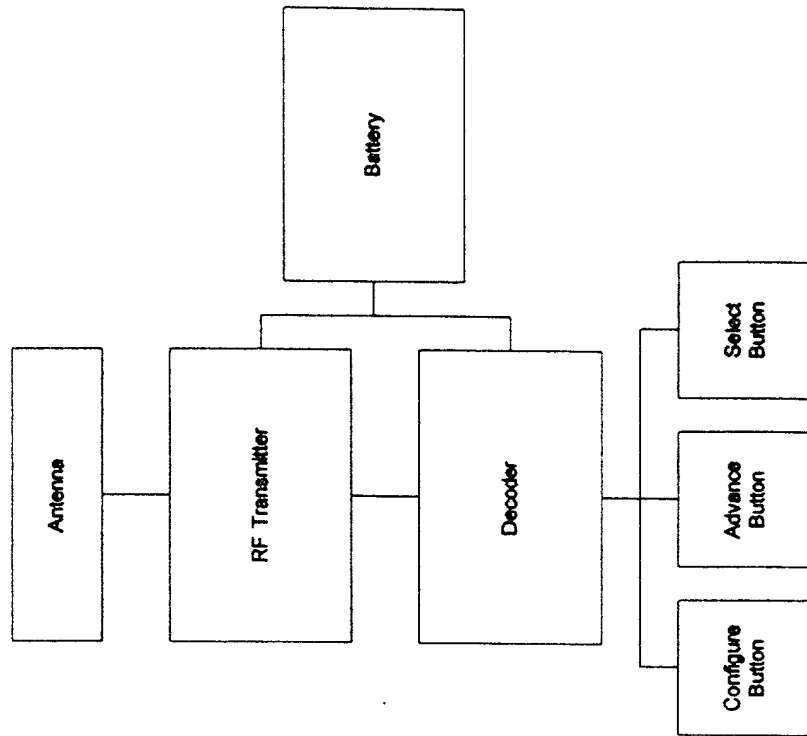 Antenna
RF Transmitter
Battery
Decoder
Configure
Button
Advance
Button
Select
Button